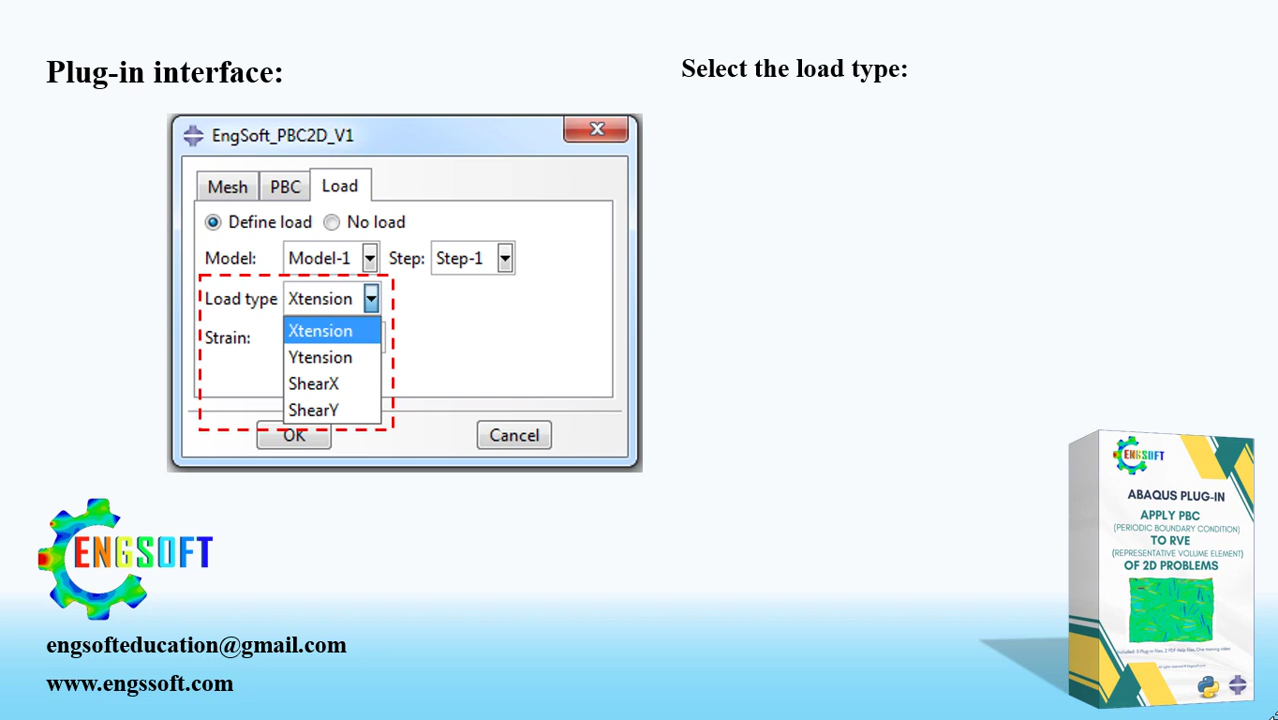 Plug-in interface:
Select the load type:
EngSoft_PBC2D_V1
Mesh PBC Load
Define load No load
Model: Model-1 Step: Step-1
Load type Xtension
Strain:
Xtension
Ytension
ShearX
ShearY
OK Cancel
ENGSOFT
engsofteducation@gmail.com
www.engssoft.com
ENGSOFT
ABAQUS PLUG-IN
APPLY PBC
(PERIODIC BOUNDARY CONDITION)
TO RVE
(REPRESENTATIVE VOLUME ELEMENT)
OF 2D PROBLEMS